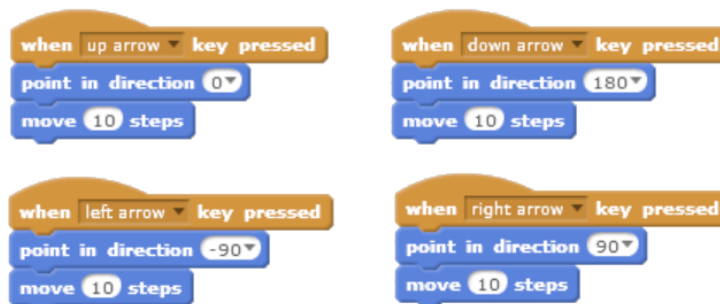 when up arrow key pressed
point in direction 0
move 10 steps
when down arrow key pressed
point in direction 180
move 10 steps
when left arrow key pressed
point in direction -90
move 10 steps
when right arrow key pressed
point in direction 90
move 10 steps